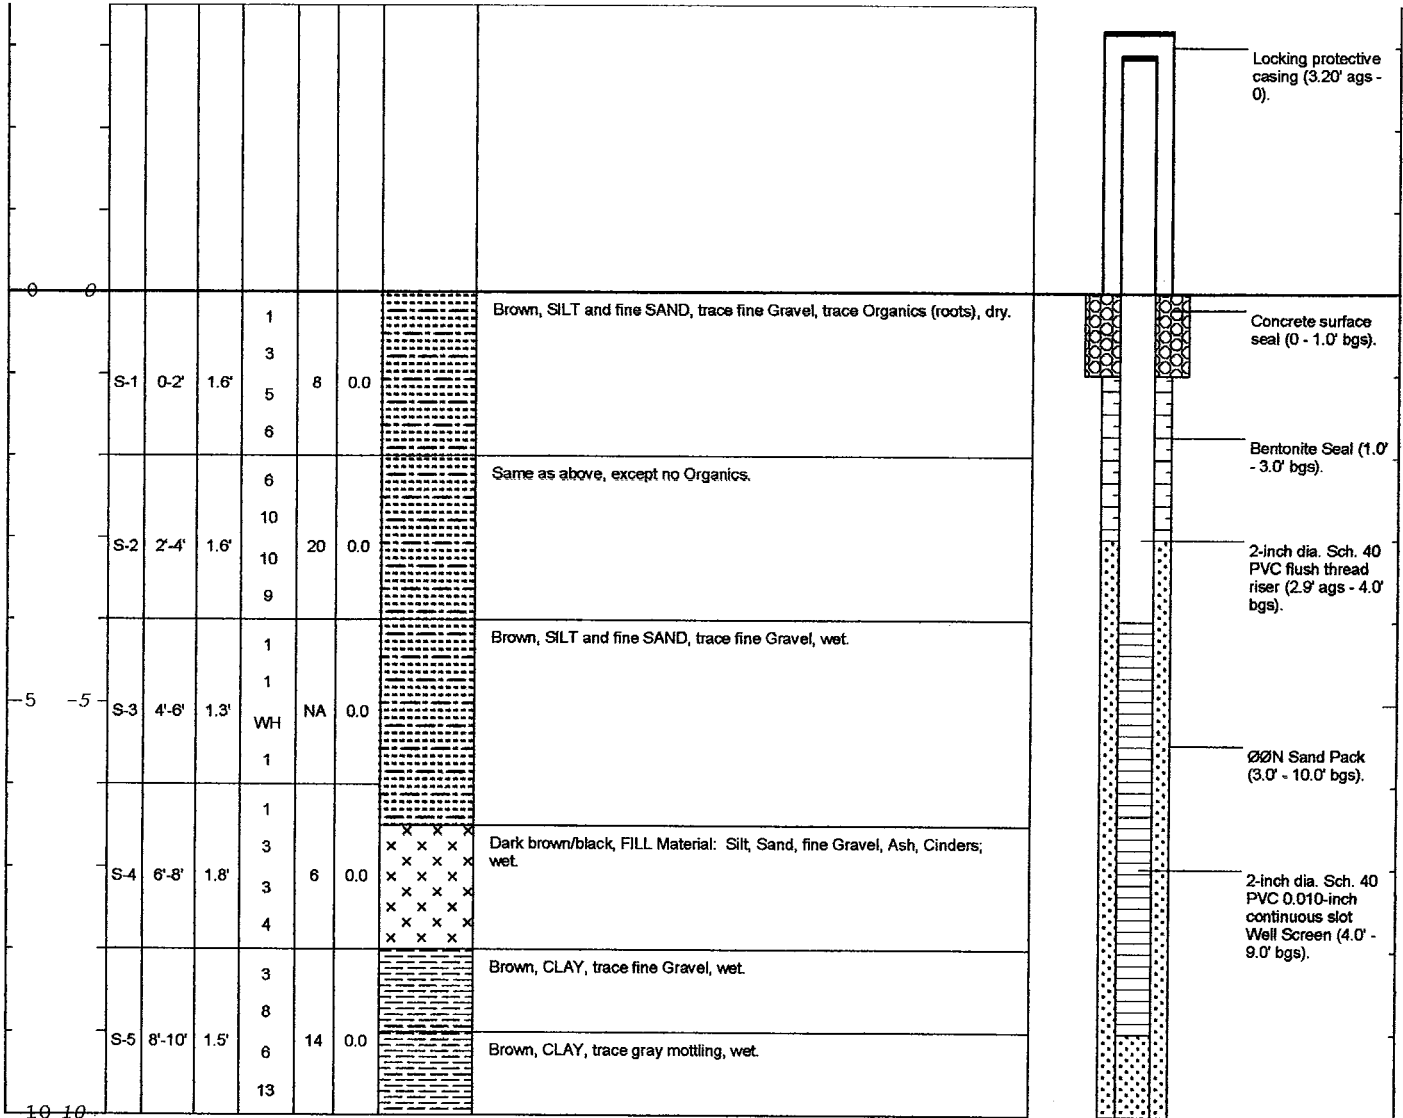 Locking protective
casing (3.20' ags -
0).
0 0
1
3
S-1 0-2' 1.6' 8 0.0
5
6
Brown, SILT and fine SAND, trace fine Gravel, trace Organics (roots), dry.
Concrete surface
seal (0 - 1.0' bgs).
6
10
S-2 2'-4' 1.6' 20 0.0
10
9
Same as above, except no Organics.
Bentonite Seal (1.0'
- 3.0' bgs).
2-inch dia. Sch. 40
PVC flush thread
riser (2.9' ags - 4.0'
bgs).
1
1
-5 -5
S-3 4'-6' 1.3' NA 0.0
WH
1
Brown, SILT and fine SAND, trace fine Gravel, wet.
ØØN Sand Pack
(3.0' - 10.0' bgs).
1
3
S-4 6'-8' 1.8' 6 0.0
3
4
Dark brown/black, FILL Material: Silt, Sand, fine Gravel, Ash, Cinders;
wet.
2-inch dia. Sch. 40
PVC 0.010-inch
continuous slot
Well Screen (4.0' -
9.0' bgs).
3
8
S-5 8'-10' 1.5' 14 0.0
6
13
Brown, CLAY, trace fine Gravel, wet.
Brown, CLAY, trace gray mottling, wet.
10 10